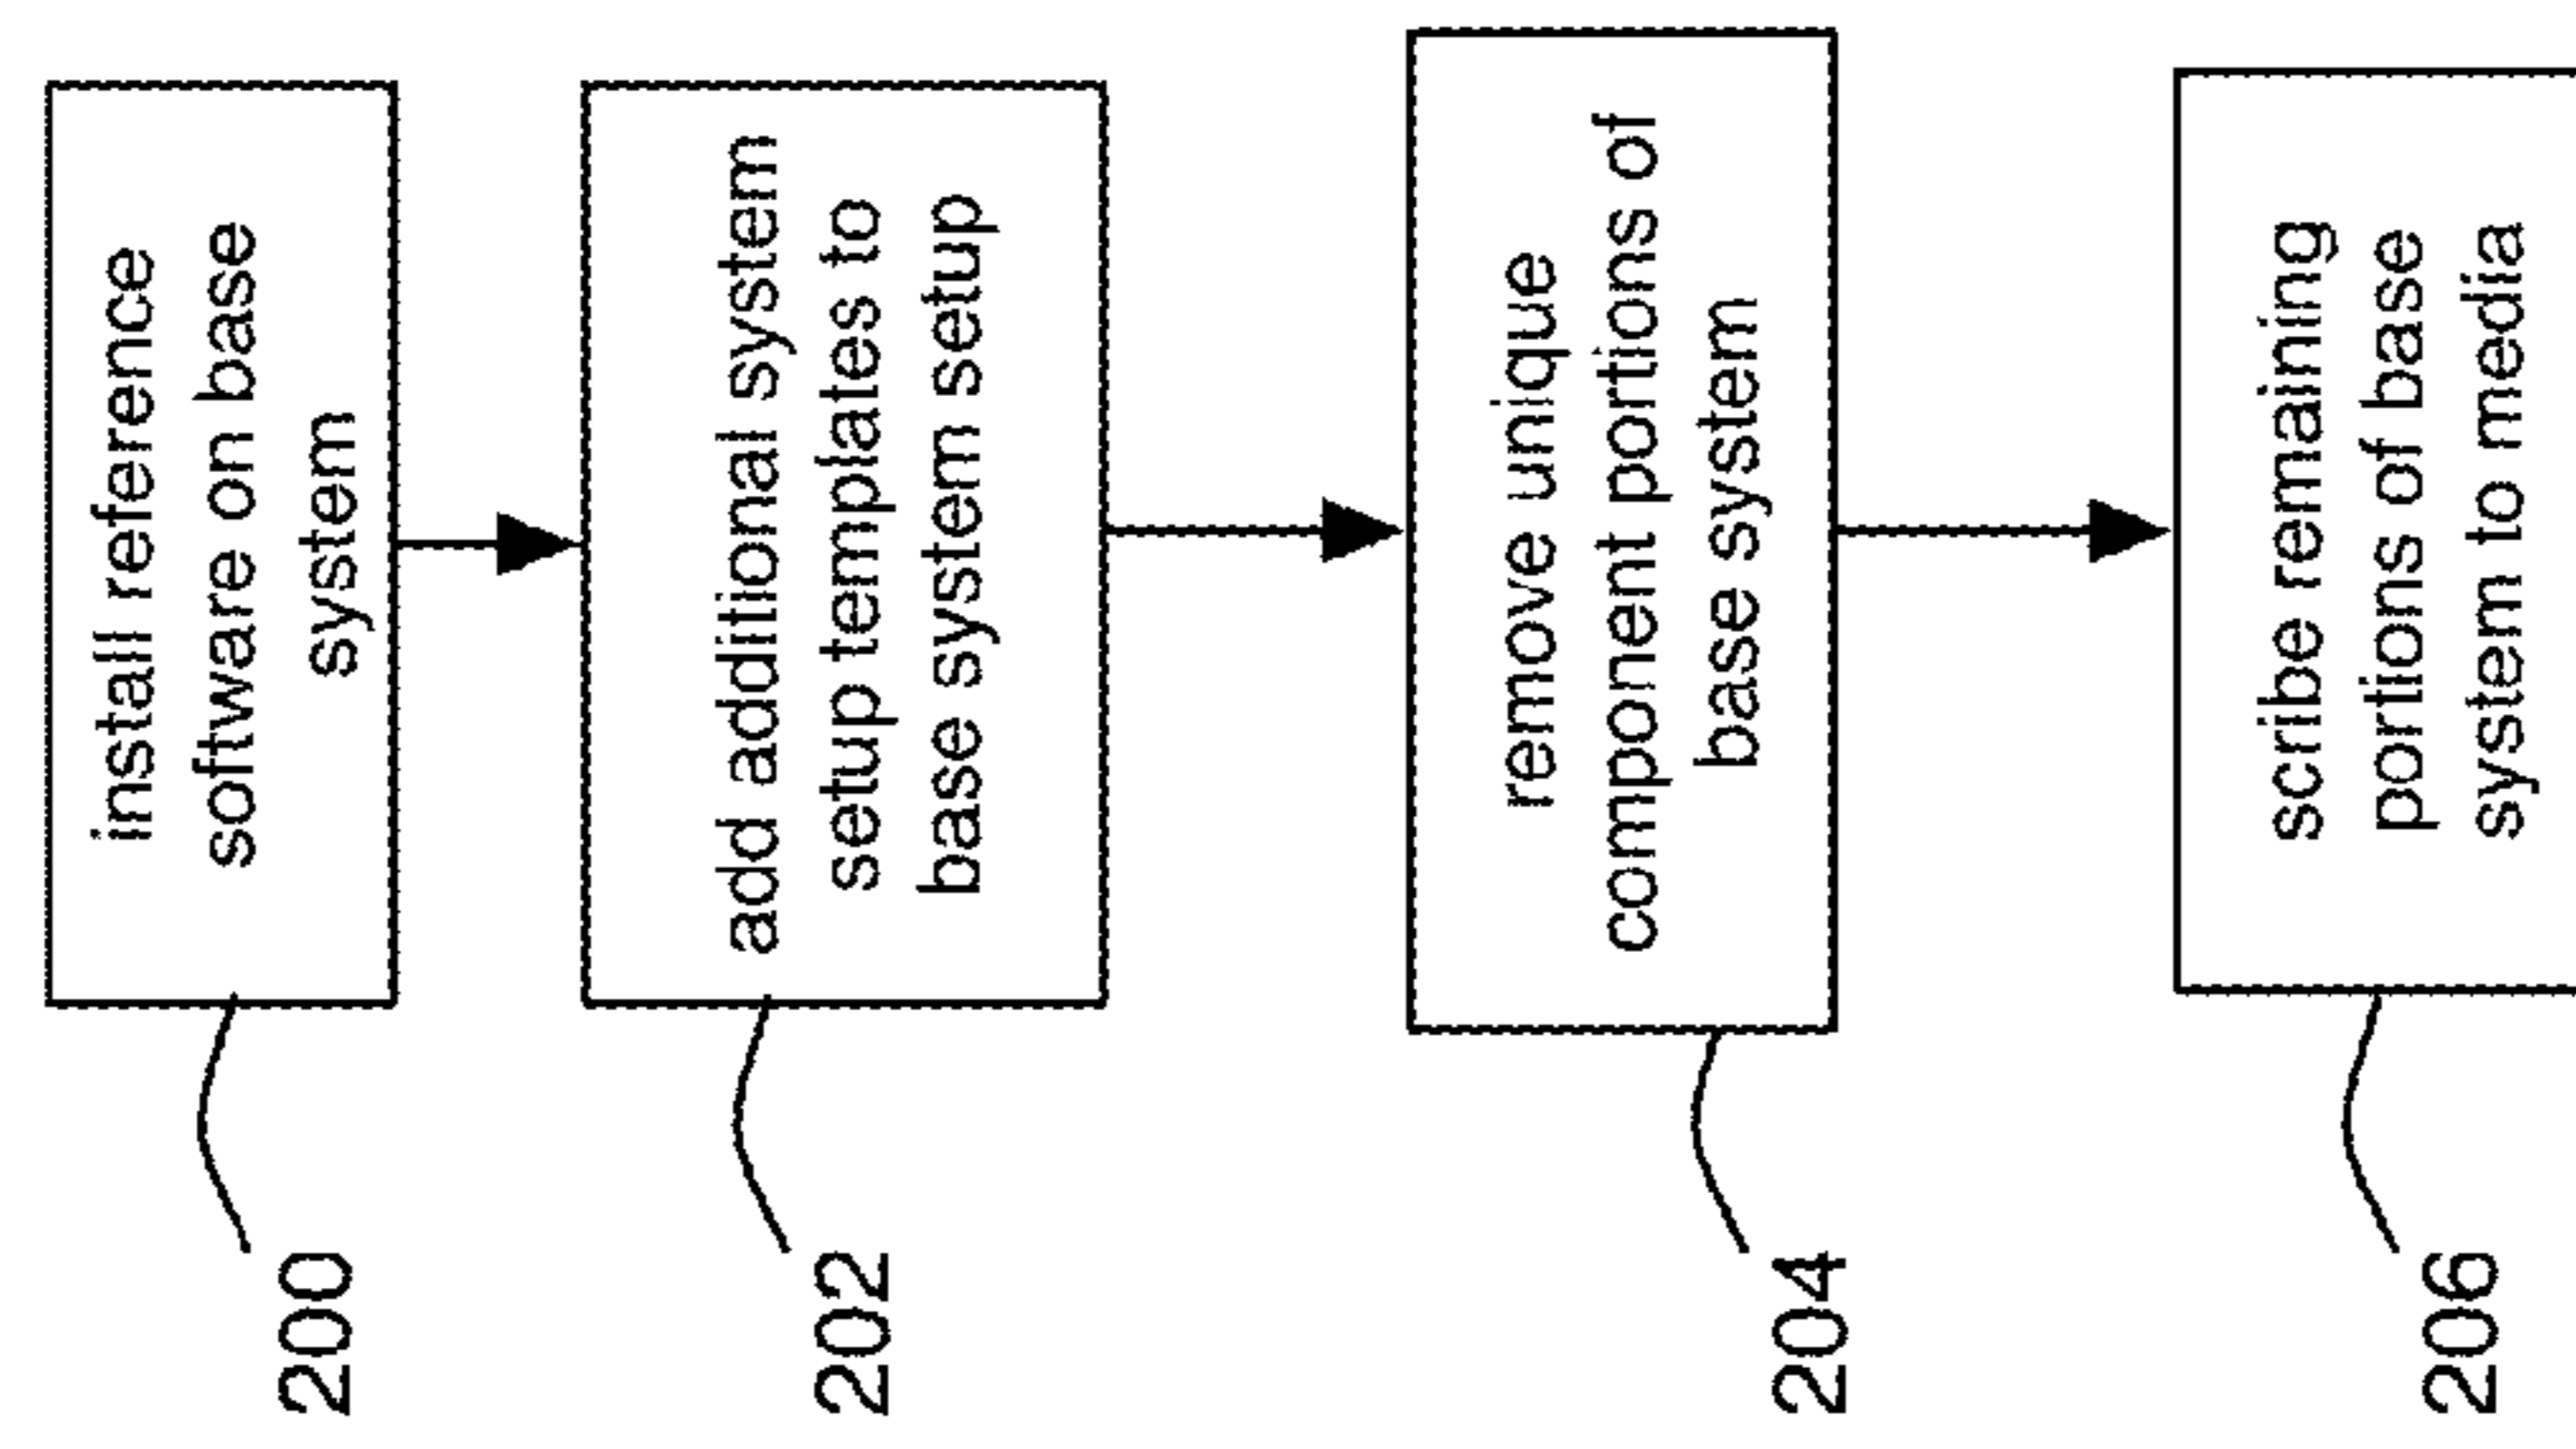 install reference
software on base
system
200
add additional system
setup templates to
base system setup
202
remove unique
component portions of
base system
204
scribe remaining
portions of base
system to media
206